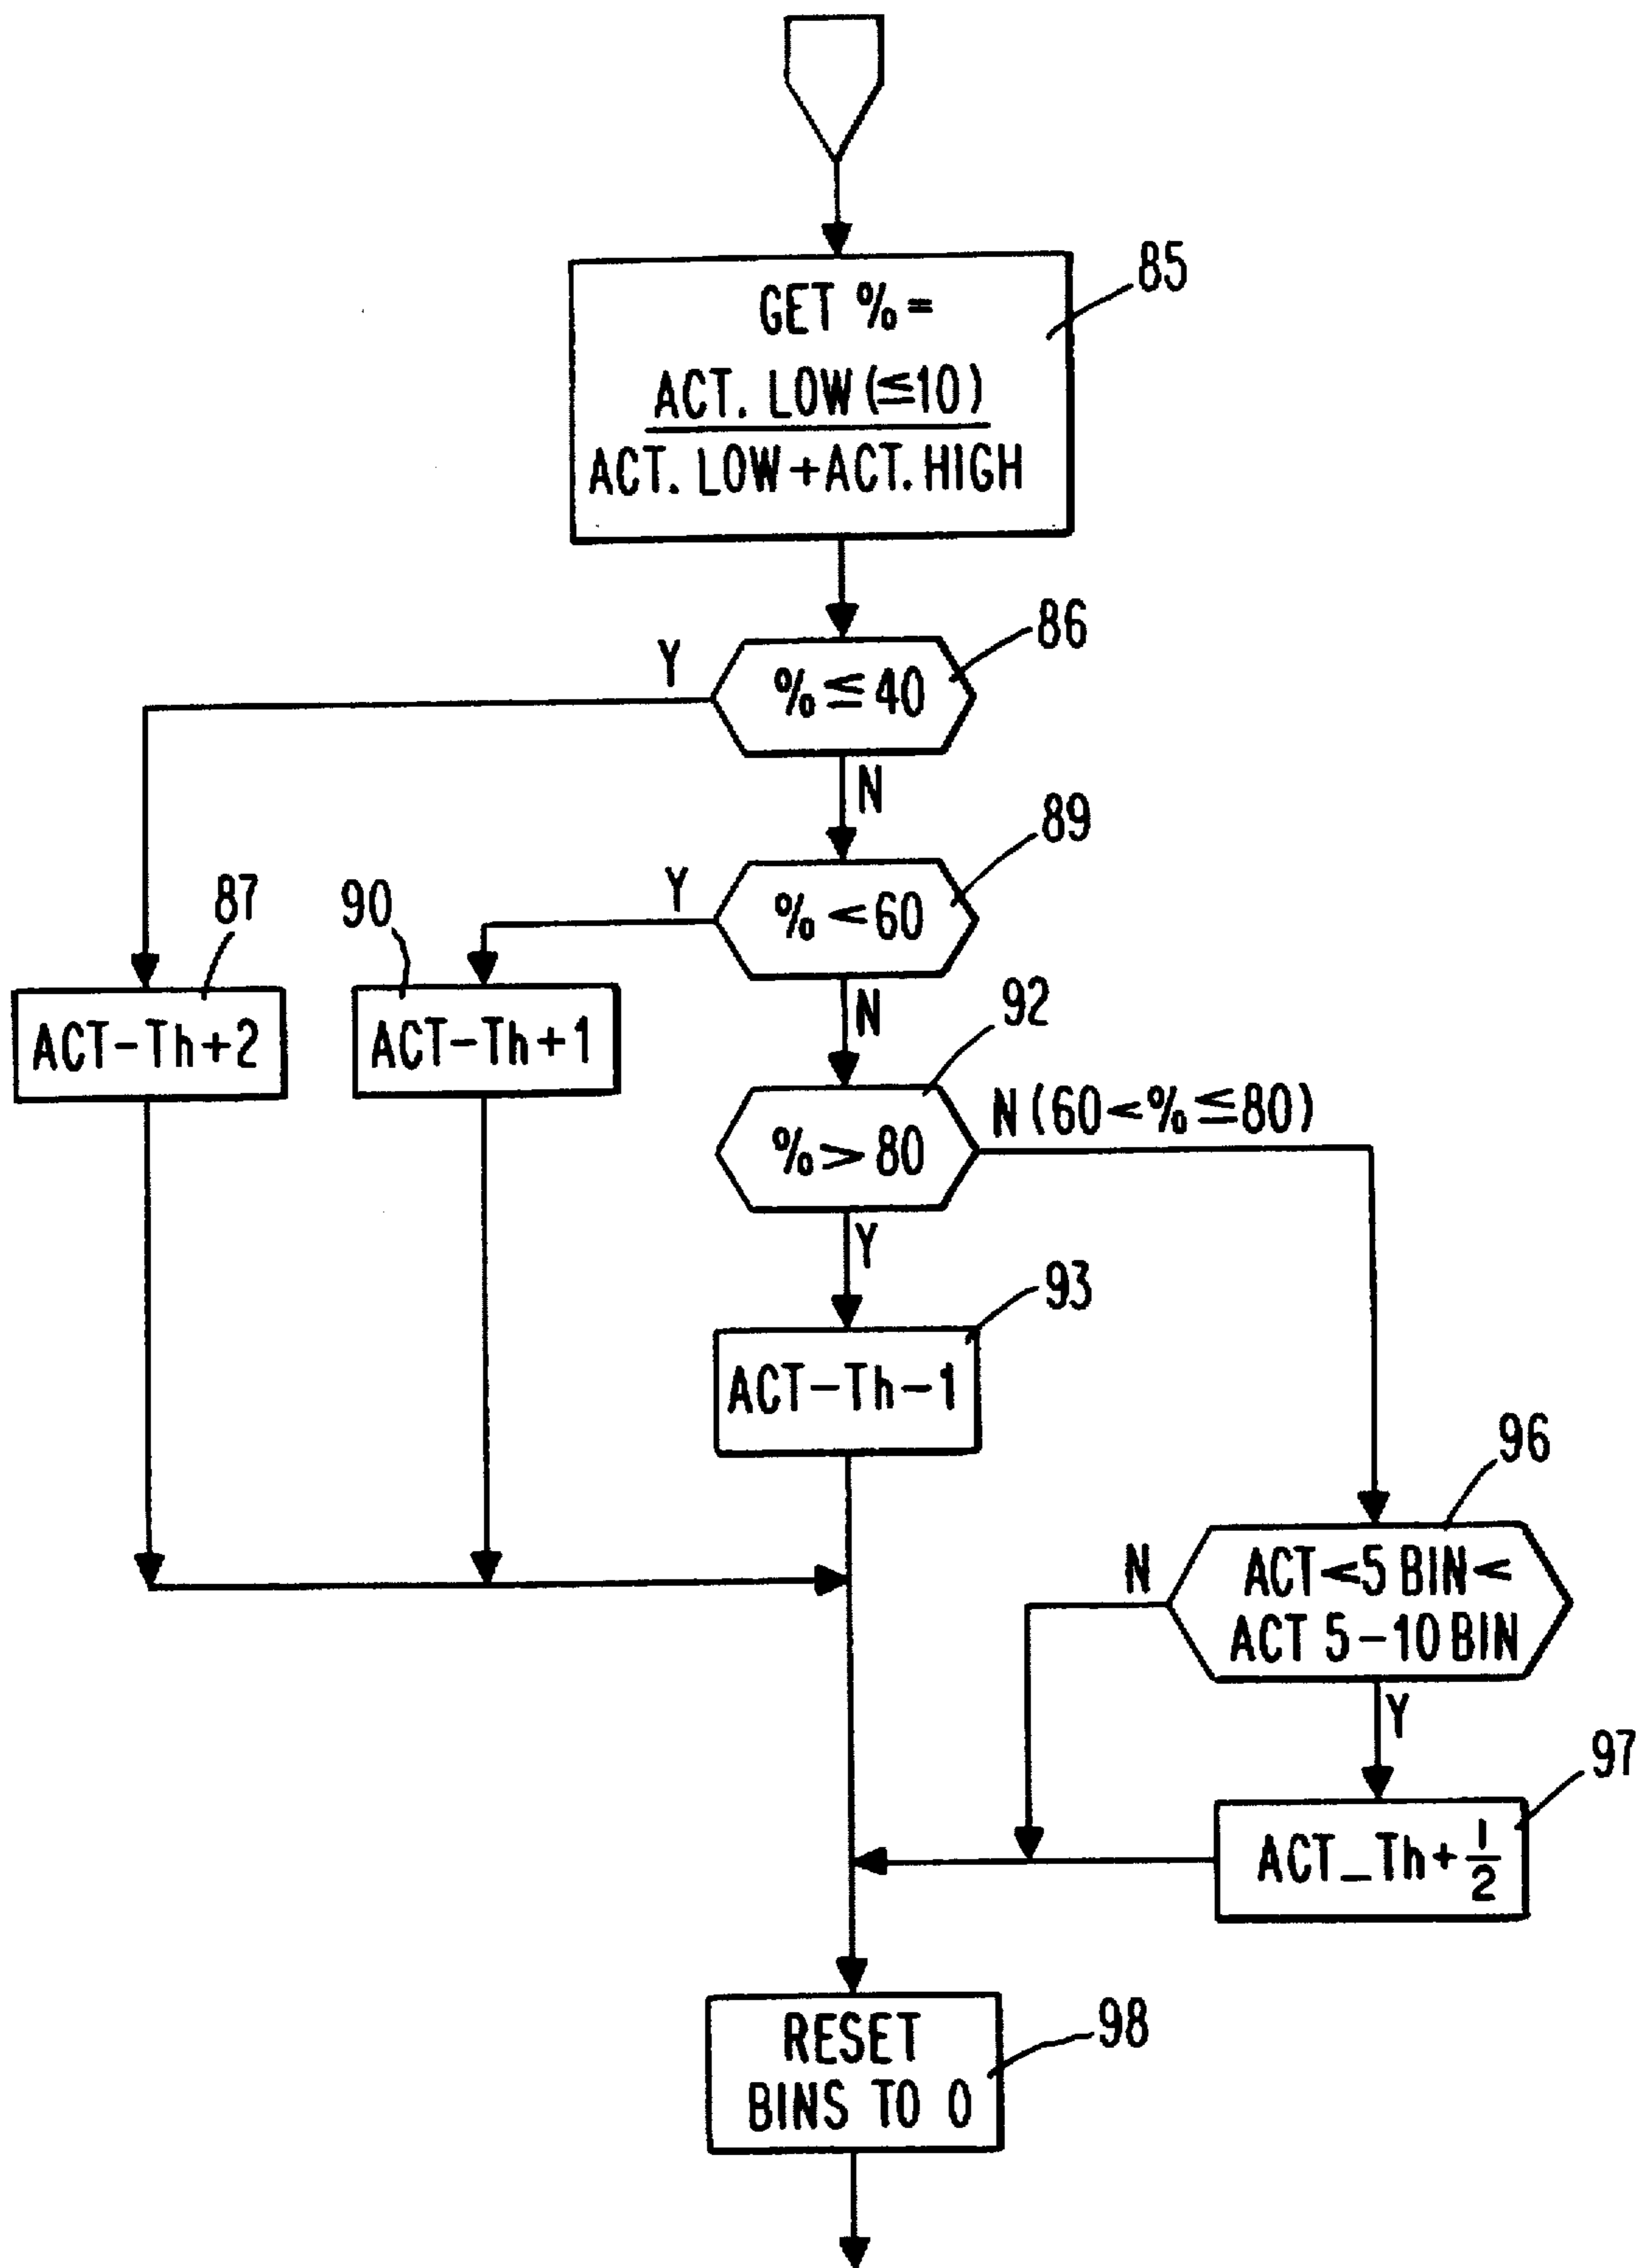 85
GET % =
ACT. LOW (≦10)
ACT. LOW + ACT. HIGH
86
Y
% ≦ 40
N
89
Y
% < 60
87
90
N
ACT-Th+2
ACT-Th+1
92
N (60<%≦80)
% > 80
Y
93
ACT-Th-1
96
N
ACT<5 BIN<
ACT 5-10 BIN
Y
97
ACT_Th+1/2
98
RESET
BINS TO 0